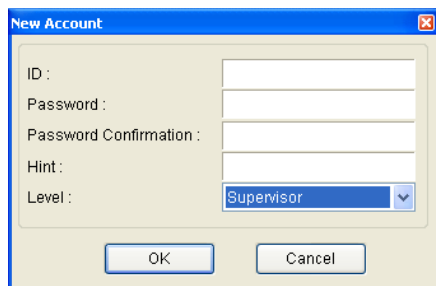 New Account
ID :
Password :
Password Confirmation :
Hint :
Level : Supervisor
OK Cancel